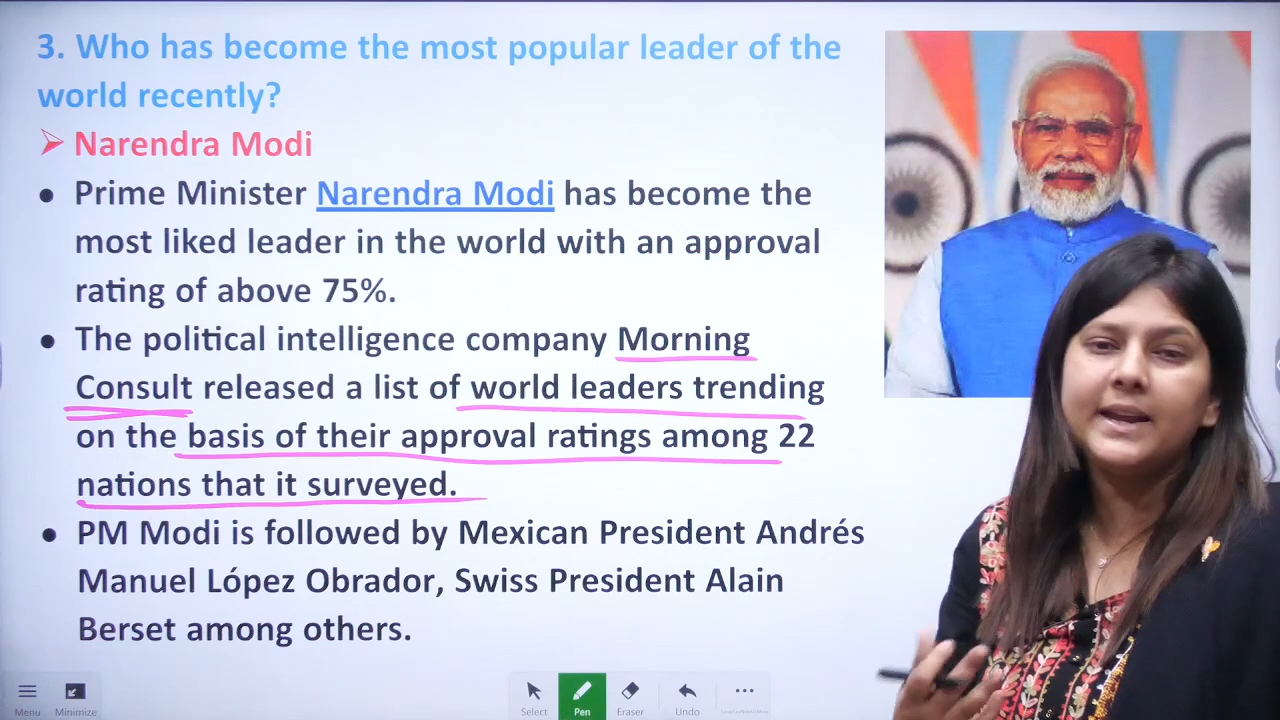 3. Who has become the most popular leader of the
world recently?
➢ Narendra Modi
• Prime Minister Narendra Modi has become the
most liked leader in the world with an approval
rating of above 75%.
• The political intelligence company Morning
Consult released a list of world leaders trending
on the basis of their approval ratings among 22
nations that it surveyed.
• PM Modi is followed by Mexican President Andrés
Manuel López Obrador, Swiss President Alain
Berset among others.
Menu Minimize Select Pen Eraser Undo